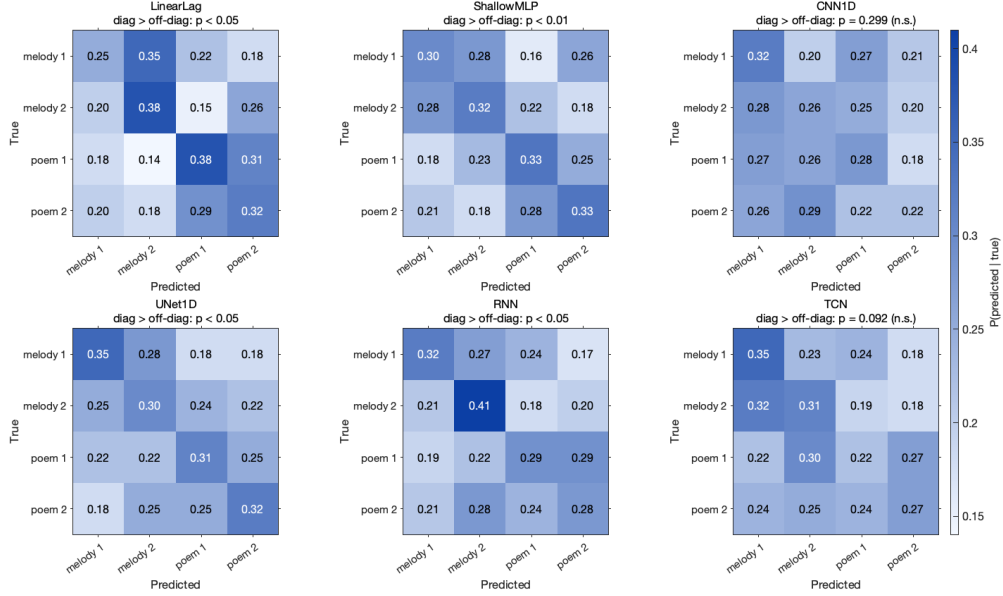 LinearLag
diag > off-diag: p < 0.05
True
melody 1 0.25 0.35 0.22 0.18
melody 2 0.20 0.38 0.15 0.26
poem 1 0.18 0.14 0.38 0.31
poem 2 0.20 0.18 0.29 0.32
melody 1 melody 2 poem 1 poem 2
Predicted
ShallowMLP
diag > off-diag: p < 0.01
True
melody 1 0.30 0.28 0.16 0.26
melody 2 0.28 0.32 0.22 0.18
poem 1 0.18 0.23 0.33 0.25
poem 2 0.21 0.18 0.28 0.33
melody 1 melody 2 poem 1 poem 2
Predicted
CNN1D
diag > off-diag: p = 0.299 (n.s.)
True
melody 1 0.32 0.20 0.27 0.21
melody 2 0.28 0.26 0.25 0.20
poem 1 0.27 0.26 0.28 0.18
poem 2 0.26 0.29 0.22 0.22
melody 1 melody 2 poem 1 poem 2
Predicted
UNet1D
diag > off-diag: p < 0.05
True
melody 1 0.35 0.28 0.18 0.18
melody 2 0.25 0.30 0.24 0.22
poem 1 0.22 0.22 0.31 0.25
poem 2 0.18 0.25 0.25 0.32
melody 1 melody 2 poem 1 poem 2
Predicted
RNN
diag > off-diag: p < 0.05
True
melody 1 0.32 0.27 0.24 0.17
melody 2 0.21 0.41 0.18 0.20
poem 1 0.19 0.22 0.29 0.29
poem 2 0.21 0.28 0.24 0.28
melody 1 melody 2 poem 1 poem 2
Predicted
TCN
diag > off-diag: p = 0.092 (n.s.)
True
melody 1 0.35 0.23 0.24 0.18
melody 2 0.32 0.31 0.19 0.18
poem 1 0.22 0.30 0.22 0.27
poem 2 0.24 0.25 0.24 0.27
melody 1 melody 2 poem 1 poem 2
Predicted
0.4
0.35
0.3
0.25
0.2
0.15
P(predicted | true)